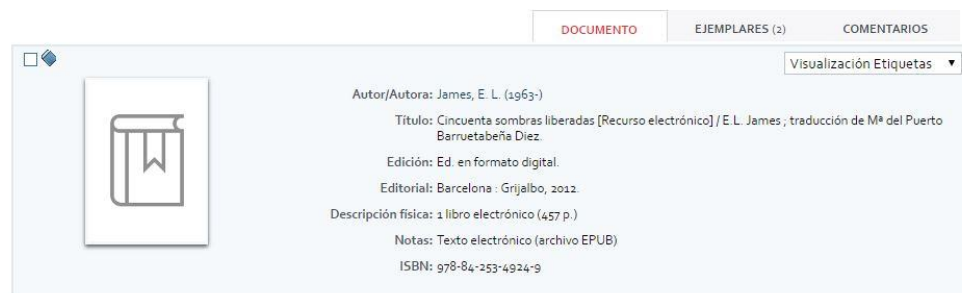 DOCUMENTO EJEMPLARES (2) COMENTARIOS
Visualización Etiquetas
Autor/Autora: James, E. L. (1963-)
Título: Cincuenta sombras liberadas [Recurso electrónico] / E.L. James ; traducción de Mª del Puerto
Barruetabeña Diez.
Edición: Ed. en formato digital.
Editorial: Barcelona : Grijalbo, 2012.
Descripción física: 1 libro electrónico (457 p.)
Notas: Texto electrónico (archivo EPUB)
ISBN: 978-84-253-4924-9